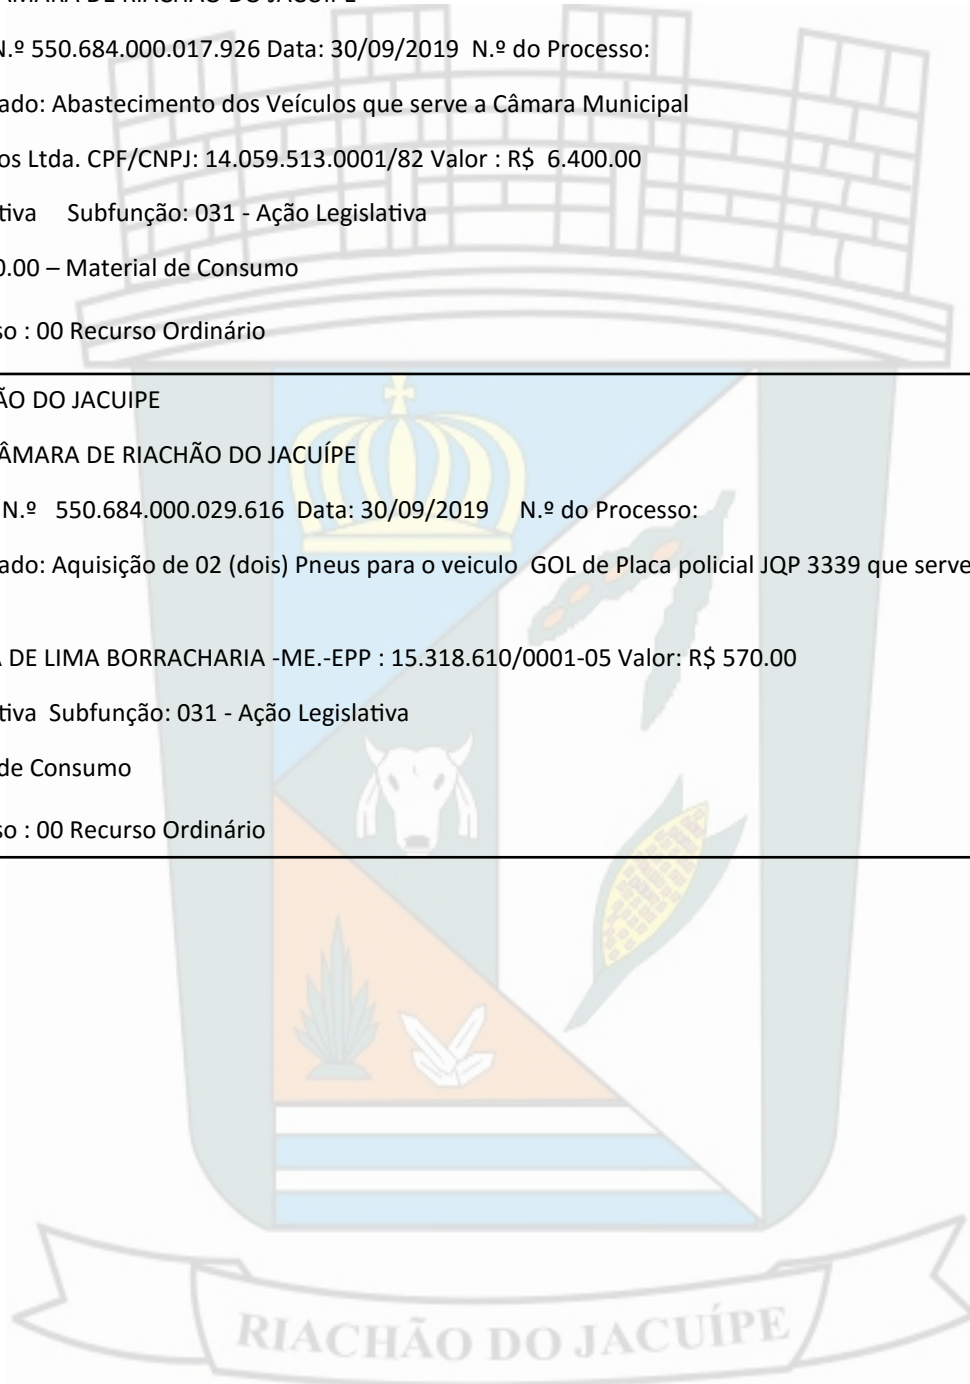 CÂMARA DE RIACHÃO DO JACUÍPE
N.º 550.684.000.017.926 Data: 30/09/2019 N.º do Processo:
ado: Abastecimento dos Veículos que serve a Câmara Municipal
os Ltda. CPF/CNPJ: 14.059.513.0001/82 Valor : R$ 6.400.00
tiva Subfunção: 031 - Ação Legislativa
0.00 – Material de Consumo
so : 00 Recurso Ordinário
ÃO DO JACUIPE
ÂMARA DE RIACHÃO DO JACUÍPE
N.º 550.684.000.029.616 Data: 30/09/2019 N.º do Processo:
ado: Aquisição de 02 (dois) Pneus para o veiculo GOL de Placa policial JQP 3339 que serve
A DE LIMA BORRACHARIA -ME.-EPP : 15.318.610/0001-05 Valor: R$ 570.00
tiva Subfunção: 031 - Ação Legislativa
de Consumo
so : 00 Recurso Ordinário
RIACHÃO DO JACUÍPE